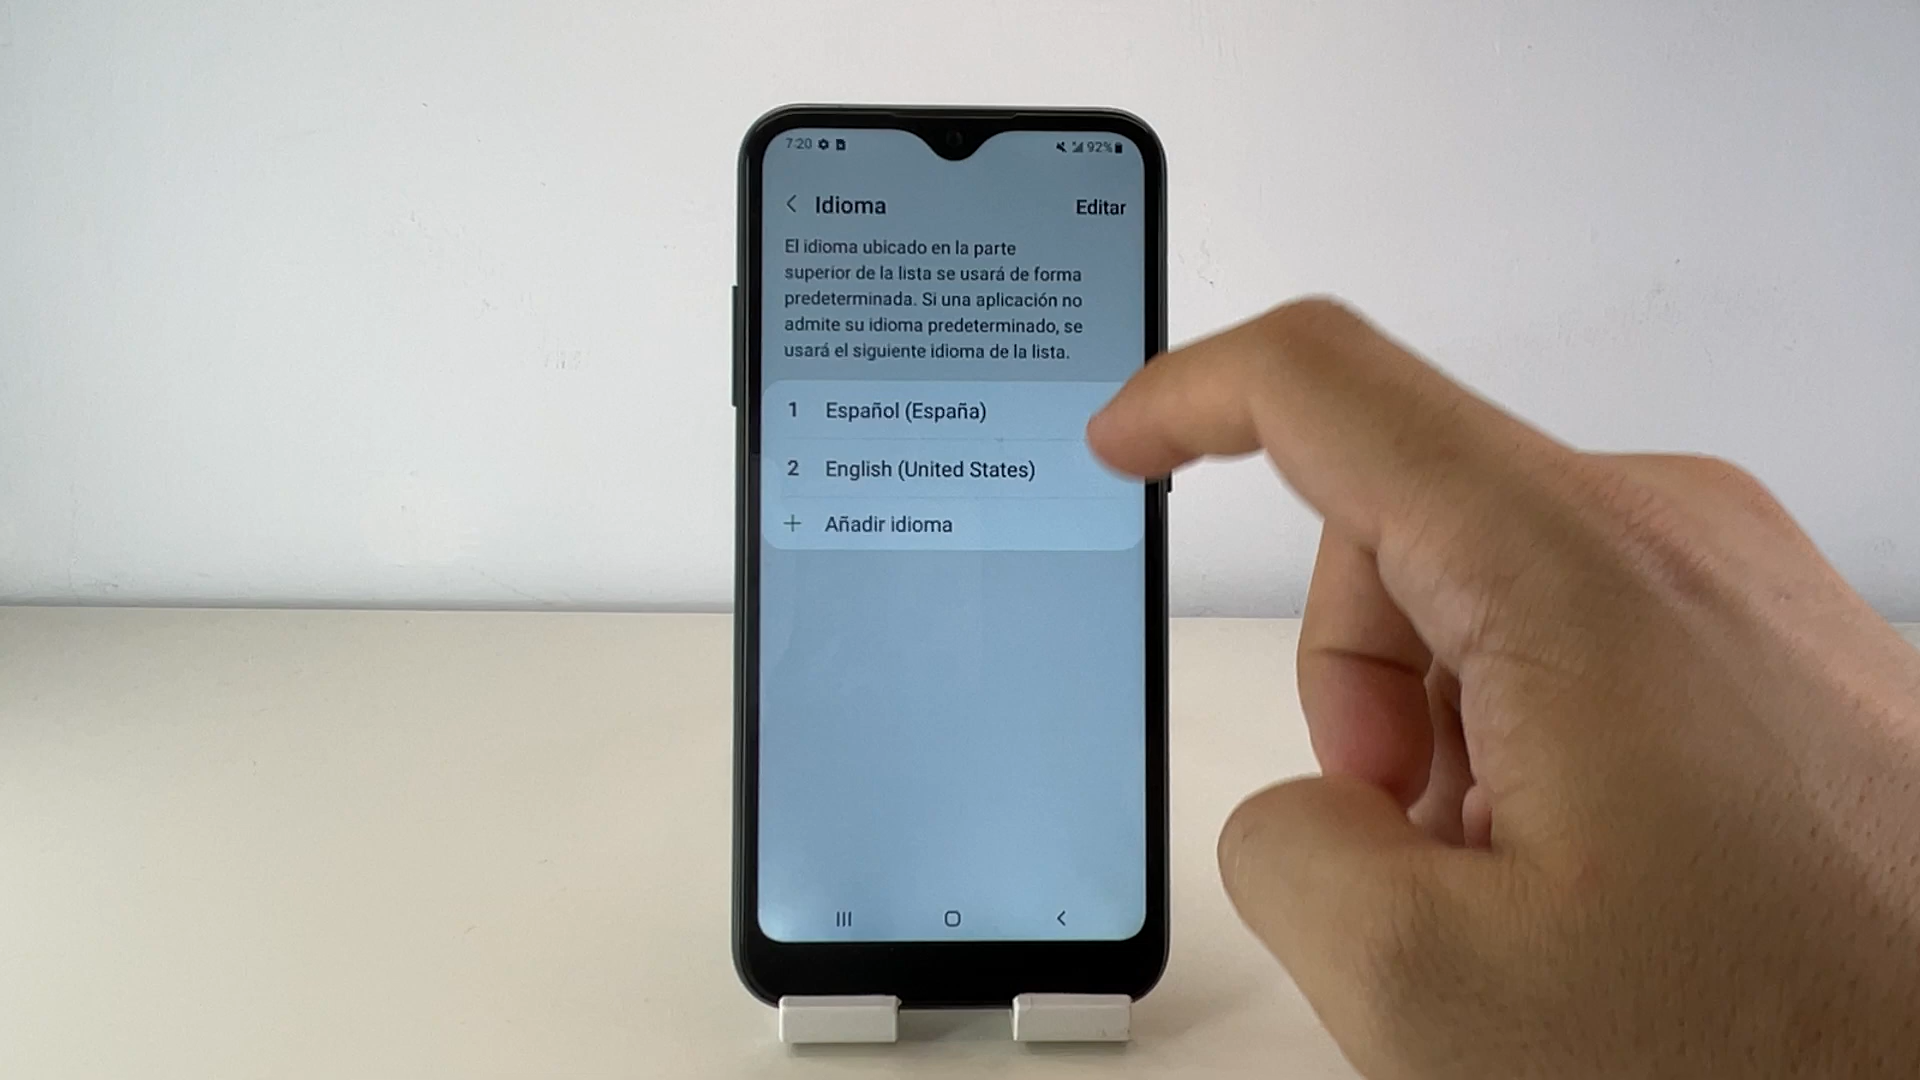 7:20
92%
Idioma
Editar
El idioma ubicado en la parte
superior de la lista se usará de forma
predeterminada. Si una aplicación no
admite su idioma predeterminado, se
usará el siguiente idioma de la lista.
1 Español (España)
2 English (United States)
+ Añadir idioma